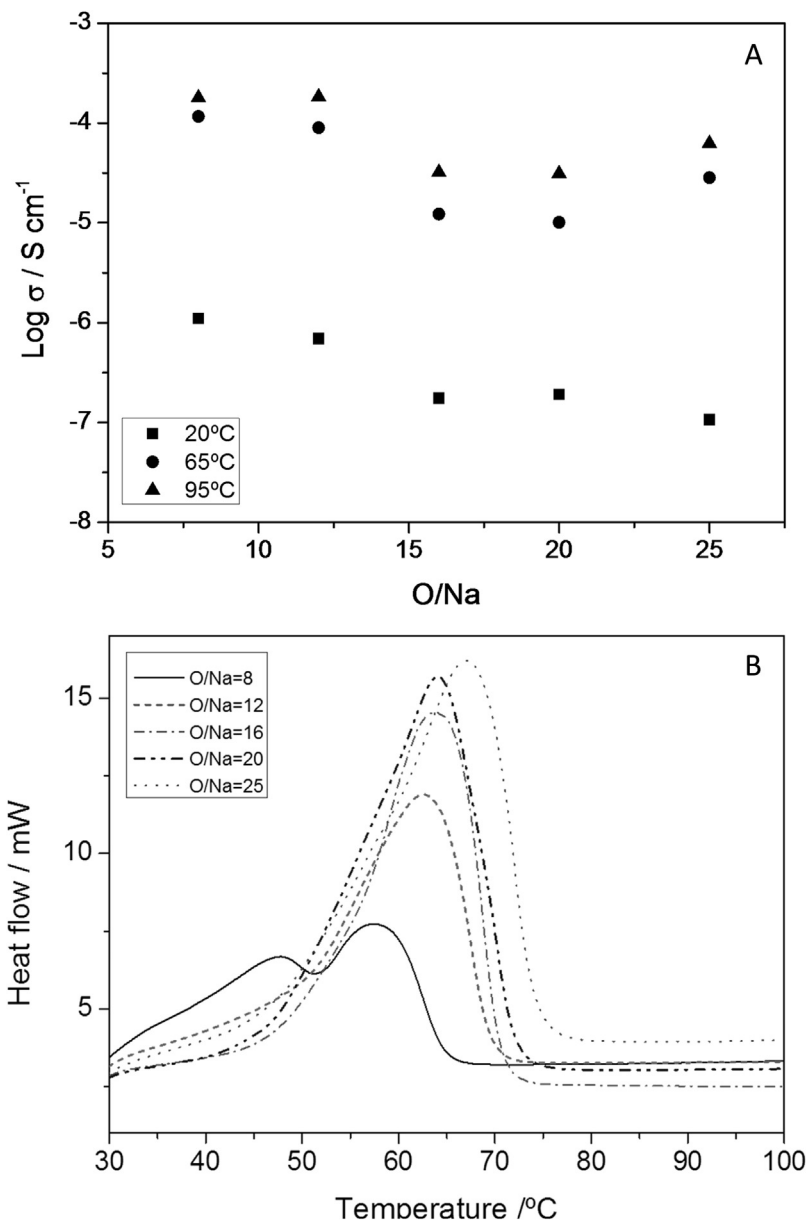 A
-3
-4
-5
-6
-7
-8
Log σ / S cm⁻¹
20ºC
65ºC
95ºC
5
10
15
20
25
O/Na
B
15
10
5
Heat flow / mW
O/Na=8
O/Na=12
O/Na=16
O/Na=20
O/Na=25
30
40
50
60
70
80
90
100
Temperature /ºC